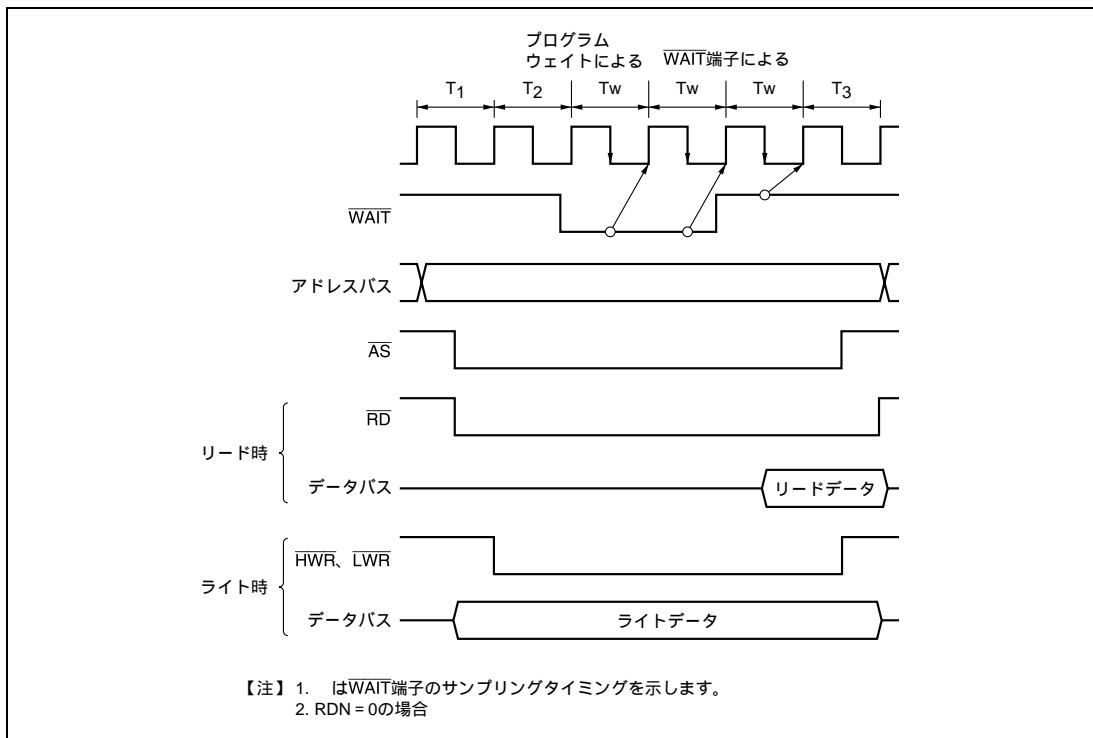 プログラム
ウェイトによる WAIT端子による
T1 T2 Tw Tw Tw T3
WAIT
アドレスバス
AS
RD
リード時
データバス リードデータ
HWR、LWR
ライト時
データバス ライトデータ
【注】1. はWAIT端子のサンプリングタイミングを示します。
2. RDN = 0の場合